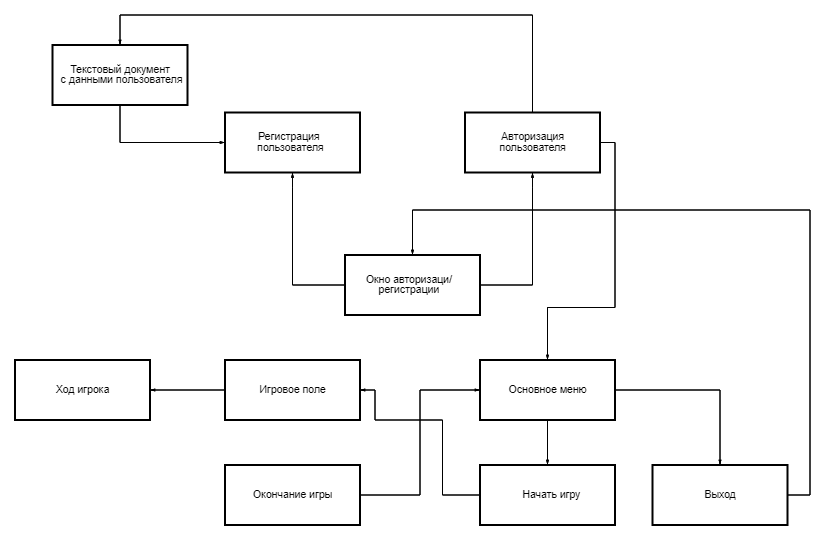 Текстовый документ
с данными пользователя
Регистрация
пользователя
Авторизация
пользователя
Окно авторизаци/
регистрации
Ход игрока
Игровое поле
Основное меню
Окончание игры
Начать игру
Выход